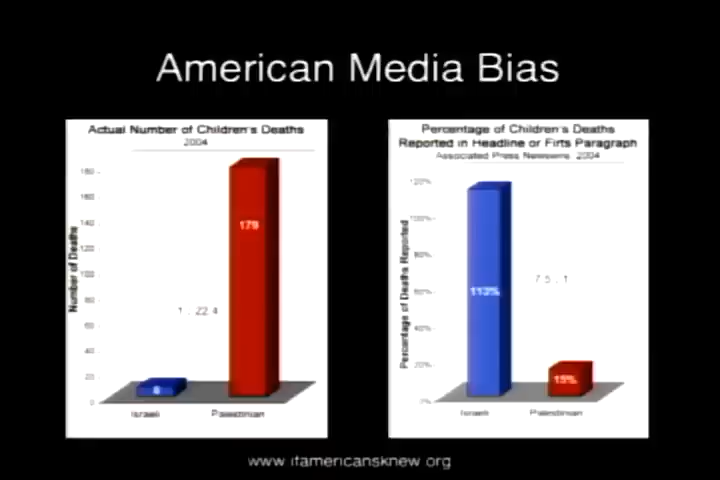 American Media Bias
Actual Number of Children's Deaths
2004
Number of Deaths
180
160
140
120
100
80
60
40
20
0
179
1 : 22.4
8
Israeli
Palestinian
Percentage of Children's Deaths
Reported in Headline or Firts Paragraph
Associated Press Newswire, 2004
Percentage of Deaths Reported
120%
100%
80%
60%
40%
20%
0%
113%
7.5 : 1
15%
Israeli
Palestinian
www.ifamericansknew.org